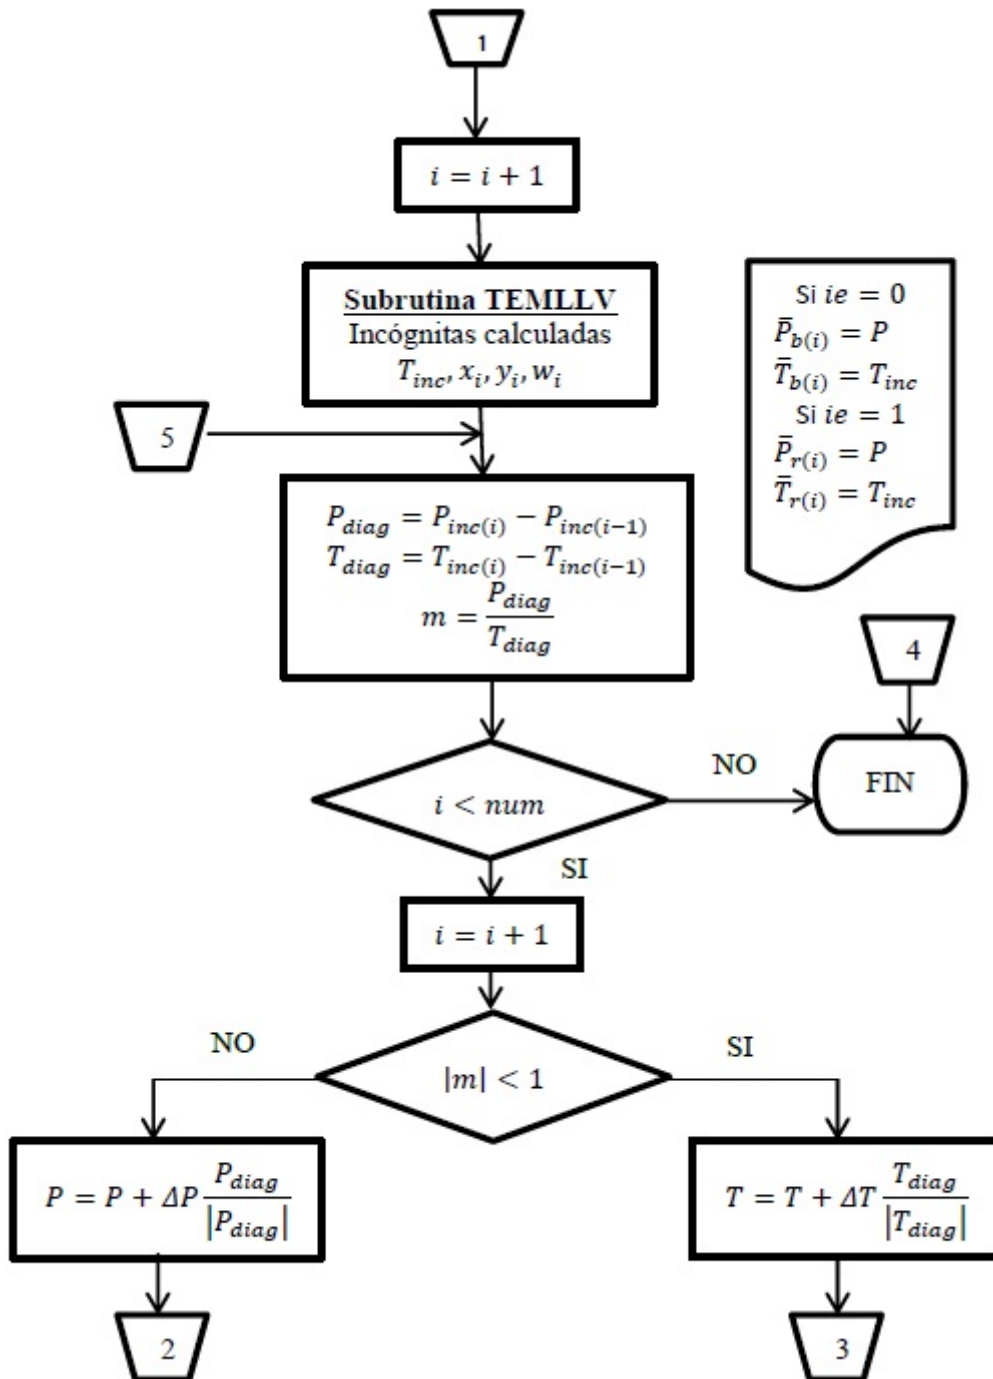 1
i = i + 1
Subrutina TEMLLV
Incógnitas calculadas
T_inc, x_i, y_i, w_i
Si ie = 0
P̄_b(i) = P
T̄_b(i) = T_inc
Si ie = 1
P̄_r(i) = P
T̄_r(i) = T_inc
5
P_diag = P_inc(i) − P_inc(i−1)
T_diag = T_inc(i) − T_inc(i−1)
m = P_diag / T_diag
4
i < num
NO
FIN
SI
i = i + 1
|m| < 1
NO
SI
P = P + ΔP P_diag / |P_diag|
T = T + ΔT T_diag / |T_diag|
2
3